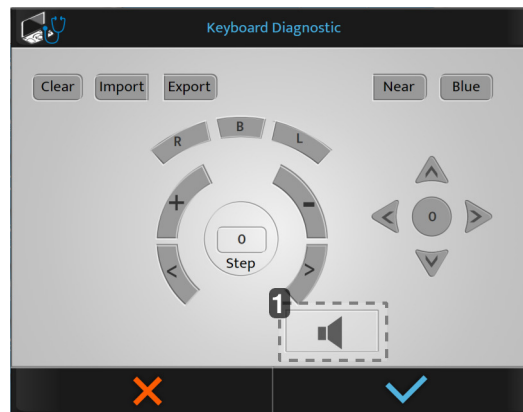 Keyboard Diagnostic
Clear Import Export Near Blue
R B L
+ -
0
Step
< >
0
1